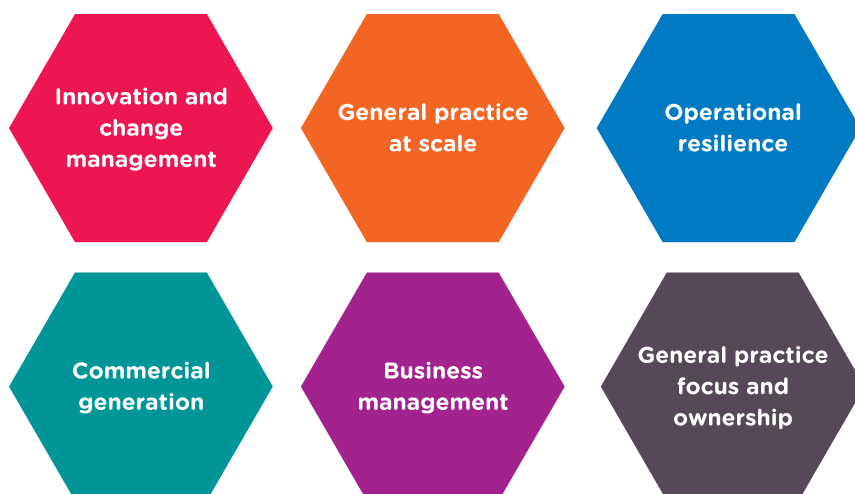 Innovation and
change
management
General practice
at scale
Operational
resilience
Commercial
generation
Business
management
General practice
focus and
ownership